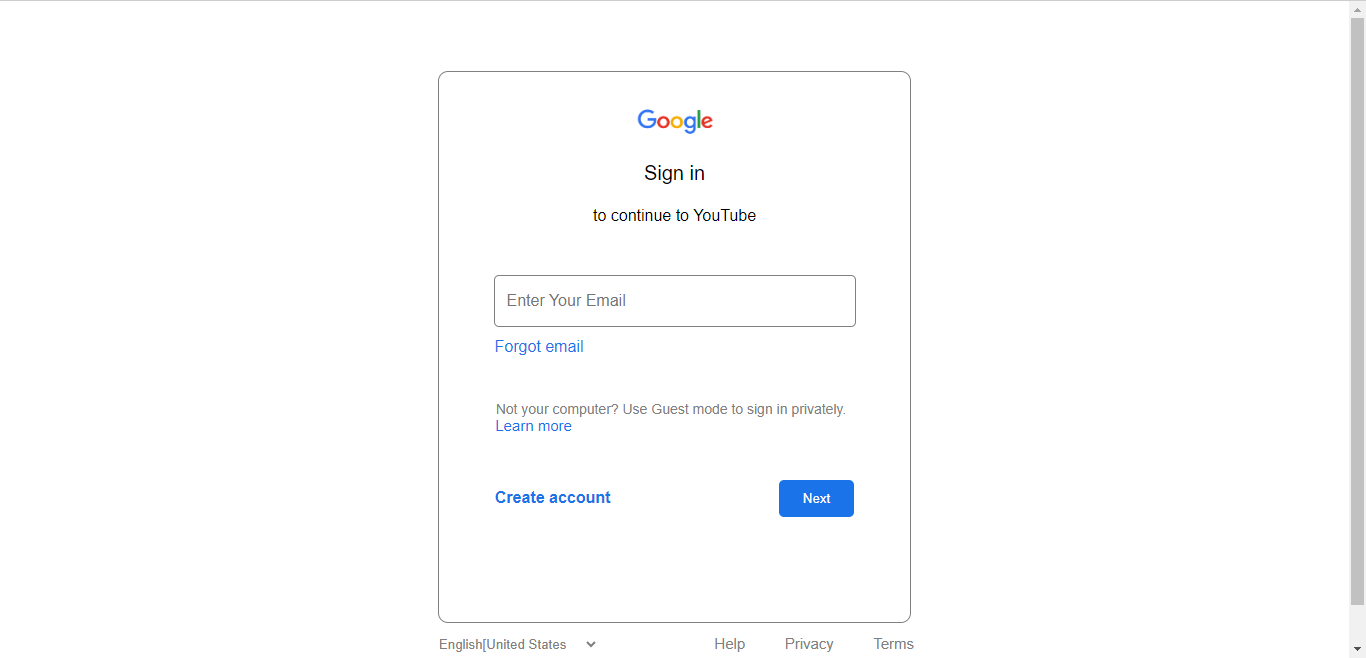 Google
Sign in
to continue to YouTube
Enter Your Email
Forgot email
Not your computer? Use Guest mode to sign in privately.
Learn more
Create account
Next
English[United States
Help Privacy Terms